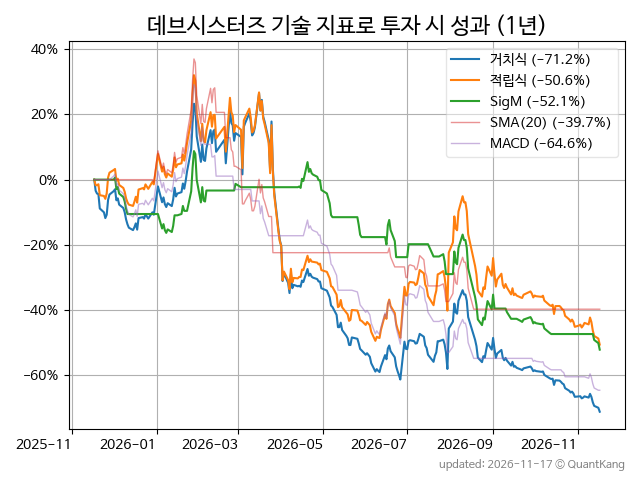 데브시스터즈 기술 지표로 투자 시 성과 (1년)
40%
20%
0%
−20%
−40%
−60%
거치식 (−71.2%)
적립식 (−50.6%)
SigM (−52.1%)
SMA(20) (−39.7%)
MACD (−64.6%)
2025-11 2026-01 2026-03 2026-05 2026-07 2026-09 2026-11
updated: 2026-11-17 © QuantKang